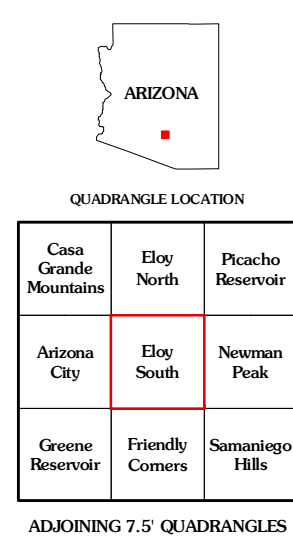 ARIZONA
QUADRANGLE LOCATION
Casa
Grande
Mountains
Eloy
North
Picacho
Reservoir
Arizona
City
Eloy
South
Newman
Peak
Greene
Reservoir
Friendly
Corners
Samaniego
Hills
ADJOINING 7.5' QUADRANGLES